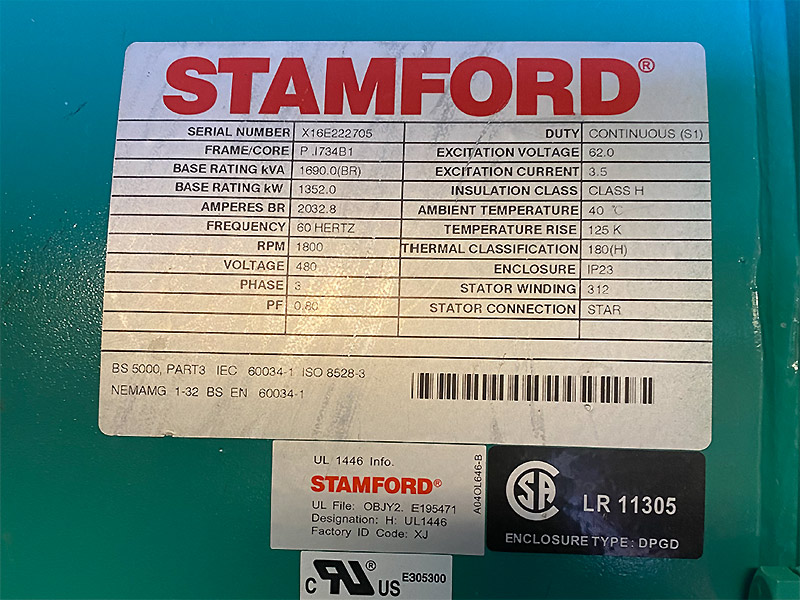 STAMFORD®
SERIAL NUMBER X16E222705
FRAME/CORE P .I734B1
BASE RATING kVA 1690.0(BR)
BASE RATING kW 1352.0
AMPERES BR 2032.8
FREQUENCY 60 HERTZ
RPM 1800
VOLTAGE 480
PHASE 3
PF 0.80
DUTY CONTINUOUS (S1)
EXCITATION VOLTAGE 62.0
EXCITATION CURRENT 3.5
INSULATION CLASS CLASS H
AMBIENT TEMPERATURE 40 ℃
TEMPERATURE RISE 125 K
THERMAL CLASSIFICATION 180(H)
ENCLOSURE IP23
STATOR WINDING 312
STATOR CONNECTION STAR
BS 5000, PART3 IEC 60034-1 ISO 8528-3
NEMAMG 1-32 BS EN 60034-1
UL 1446 Info.
STAMFORD®
UL File: OBJY2. E195471
Designation: H: UL1446
Factory ID Code: XJ
A040L646-B
CSA
LR 11305
ENCLOSURE TYPE: DPGD
C RU® US E305300